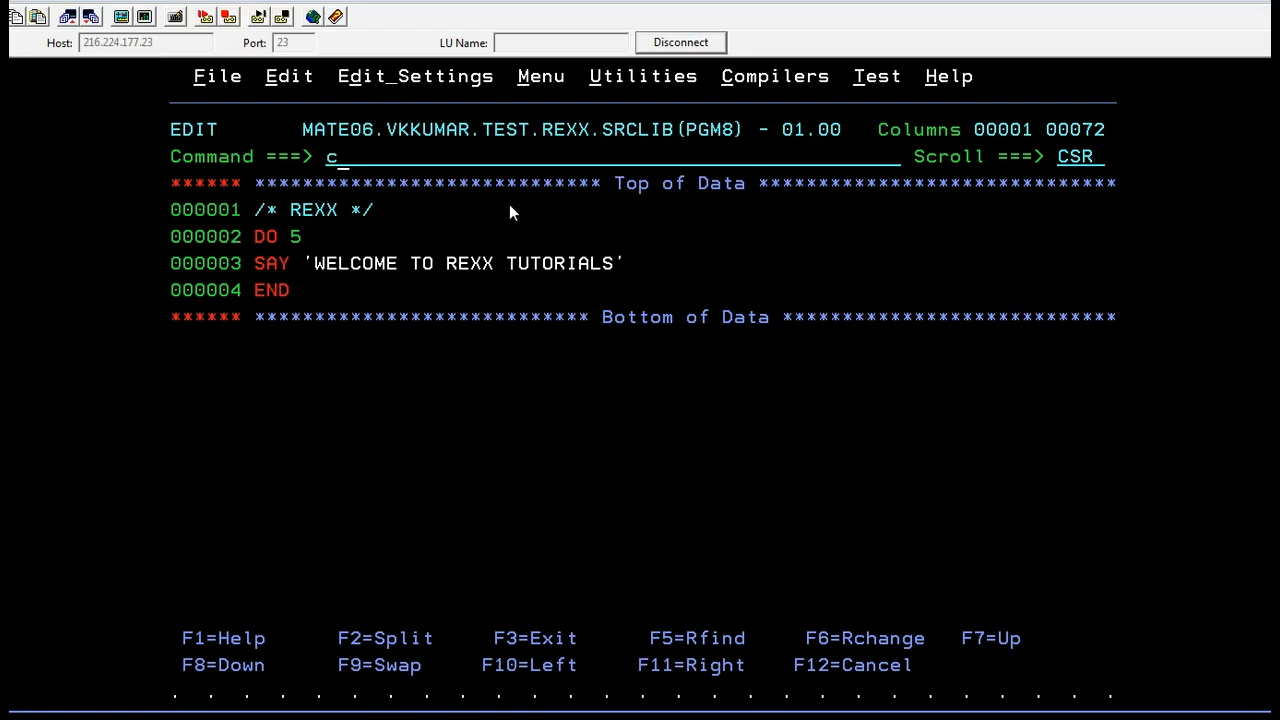 Host: 216.224.177.23 Port: 23 LU Name: Disconnect
File Edit Edit_Settings Menu Utilities Compilers Test Help
EDIT MATE06.VKKUMAR.TEST.REXX.SRCLIB(PGM8) - 01.00 Columns 00001 00072
Command ===> c Scroll ===> CSR
****** **************************** Top of Data ******************************
000001 /* REXX */
000002 DO 5
000003 SAY 'WELCOME TO REXX TUTORIALS'
000004 END
****** **************************** Bottom of Data ****************************
F1=Help F2=Split F3=Exit F5=Rfind F6=Rchange F7=Up
F8=Down F9=Swap F10=Left F11=Right F12=Cancel